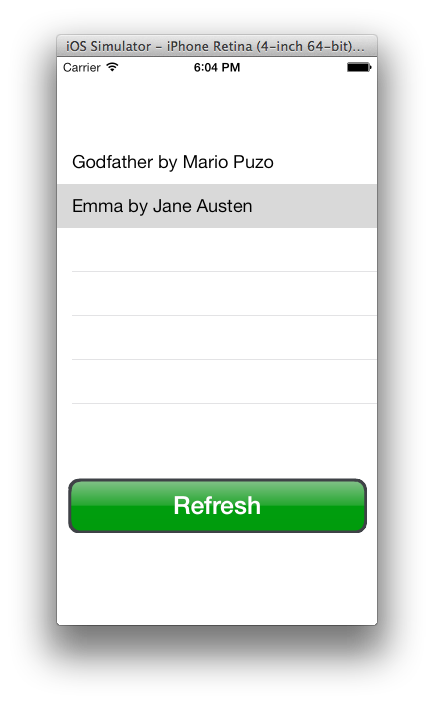 iOS Simulator - iPhone Retina (4-inch 64-bit)...
Carrier 6:04 PM
Godfather by Mario Puzo
Emma by Jane Austen
Refresh